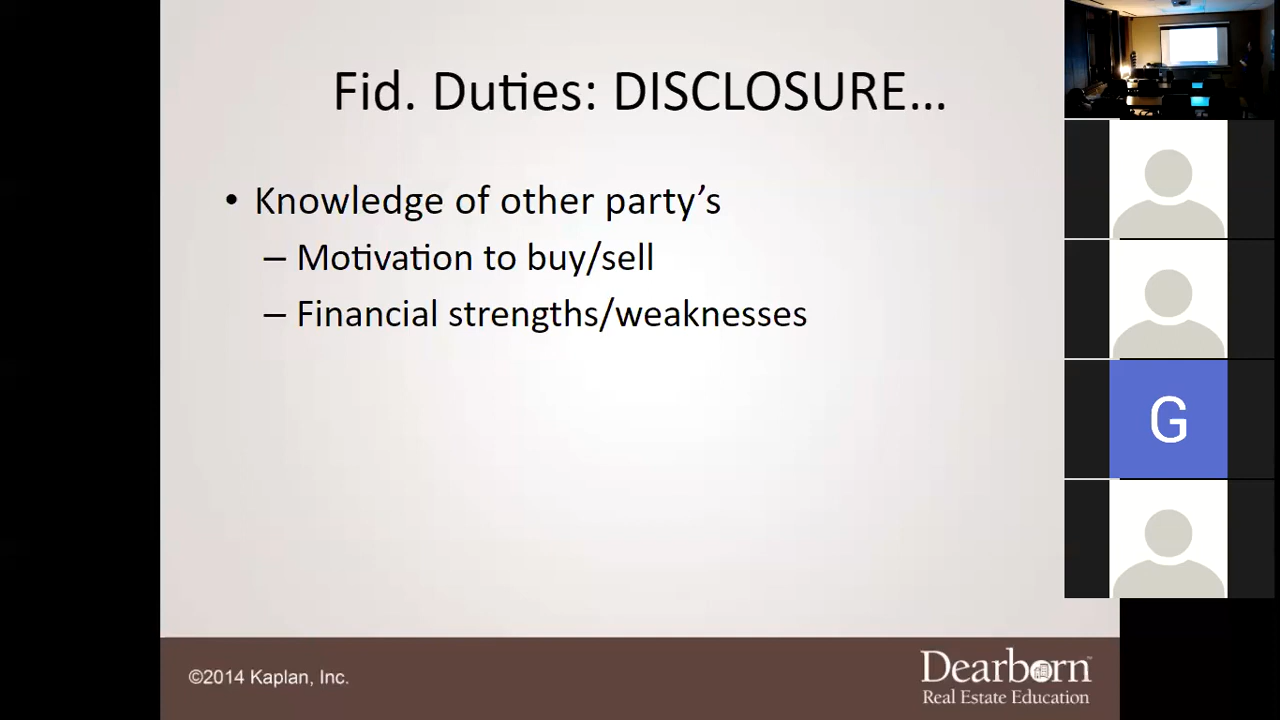 Fid. Duties: DISCLOSURE…
• Knowledge of other party’s
– Motivation to buy/sell
– Financial strengths/weaknesses
G
©2014 Kaplan, Inc.
Dearborn™
Real Estate Education